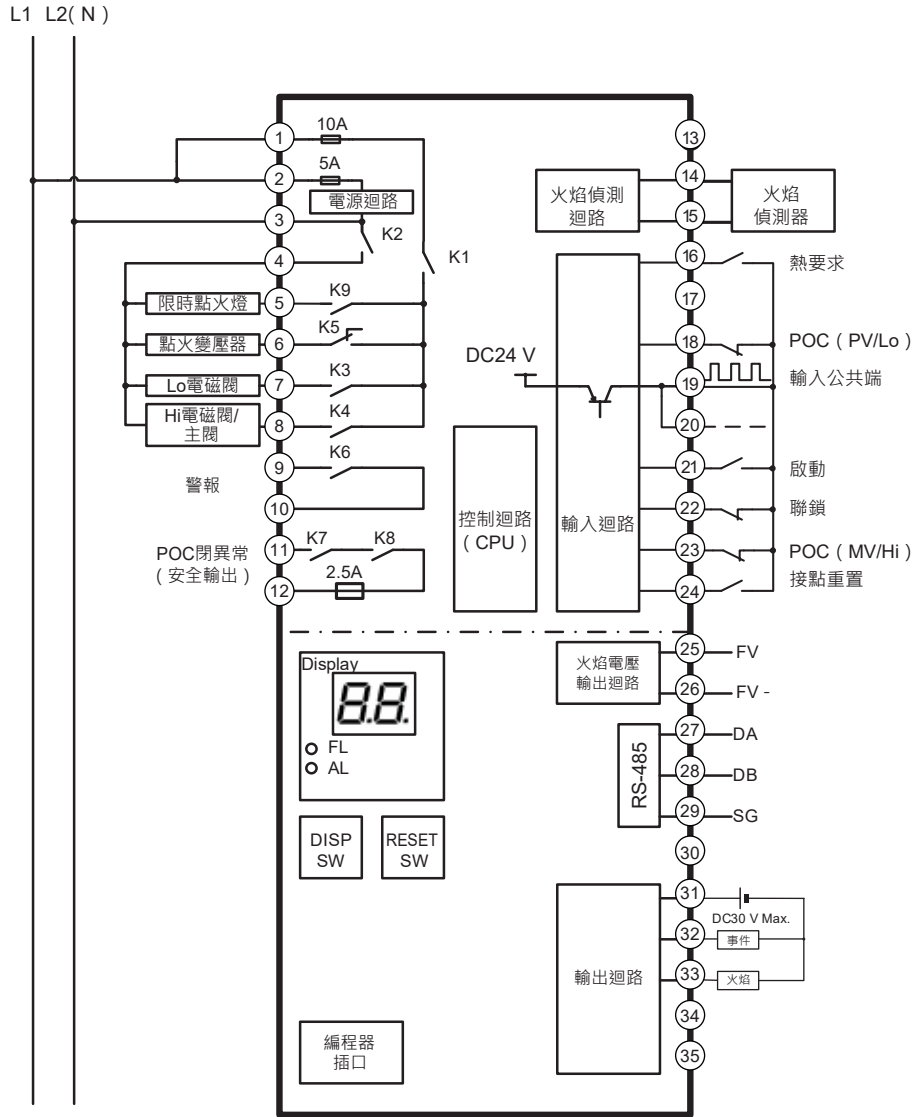 L1 L2( N )
1
10A
2
5A
電源迴路
3
K2
4
K1
限時點火燈
5
K9
點火變壓器
6
K5
Lo電磁閥
7
K3
Hi電磁閥/
主閥
8
K4
9
K6
警報
10
POC閉異常
(安全輸出)
11
K7
K8
2.5A
12
控制迴路
(CPU)
DC24 V
輸入迴路
火焰偵測
迴路
13
14
15
火焰
偵測器
16
熱要求
17
18
POC(PV/Lo)
19
輸入公共端
20
21
啟動
22
聯鎖
23
POC(MV/Hi)
24
接點重置
Display
88
FL
AL
DISP
SW
RESET
SW
編程器
插口
火焰電壓
輸出迴路
25
FV
26
FV -
RS-485
27
DA
28
DB
29
SG
30
輸出迴路
31
DC30 V Max.
32
事件
33
火焰
34
35